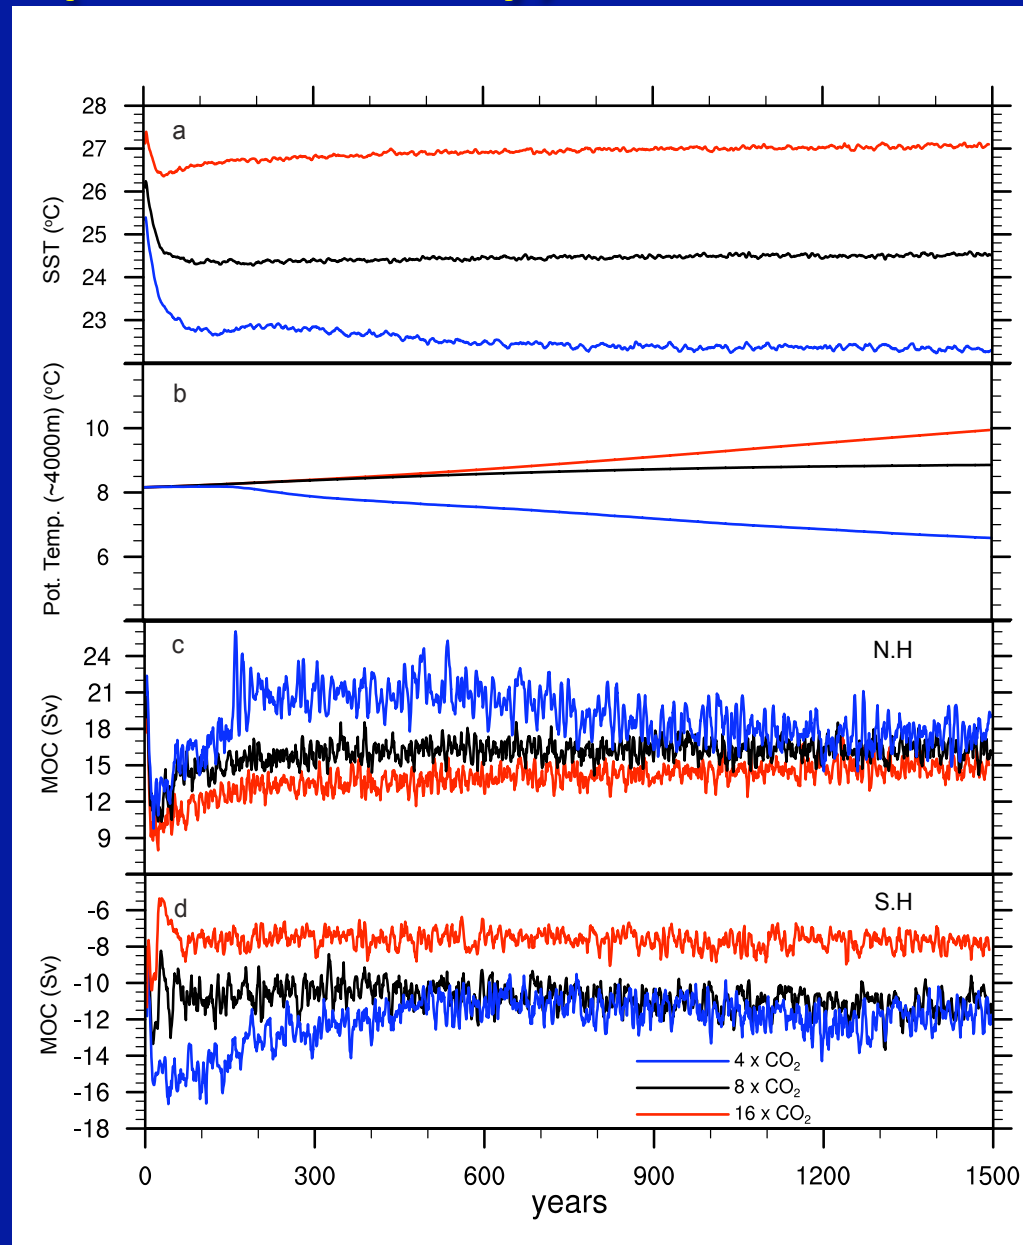 a
28
27
26
25
24
23
SST (°C)
b
10
8
6
Pot. Temp. (~4000m) (°C)
c
N.H
24
21
18
15
12
9
MOC (Sv)
d
S.H
-6
-8
-10
-12
-14
-16
-18
MOC (Sv)
4 x CO₂
8 x CO₂
16 x CO₂
0 300 600 900 1200 1500
years